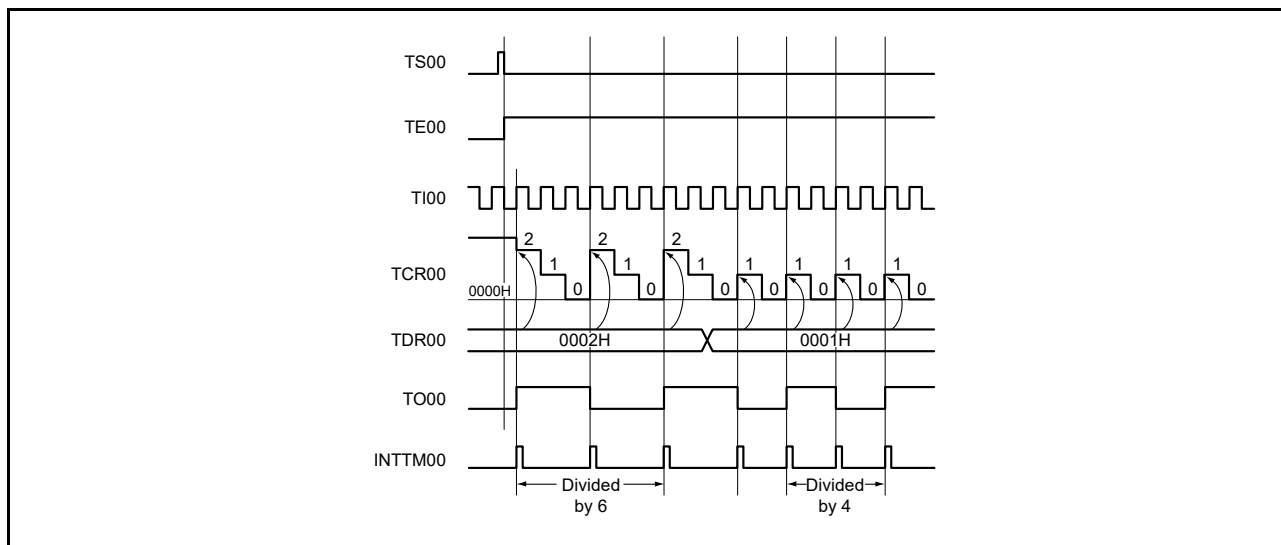 TS00
TE00
TI00
2 2 2
1 1 1 1 1 1 1
TCR00
0 0 0 0 0 0 0
0000H
TDR00
0002H 0001H
TO00
INTTM00
Divided by 6
Divided by 4